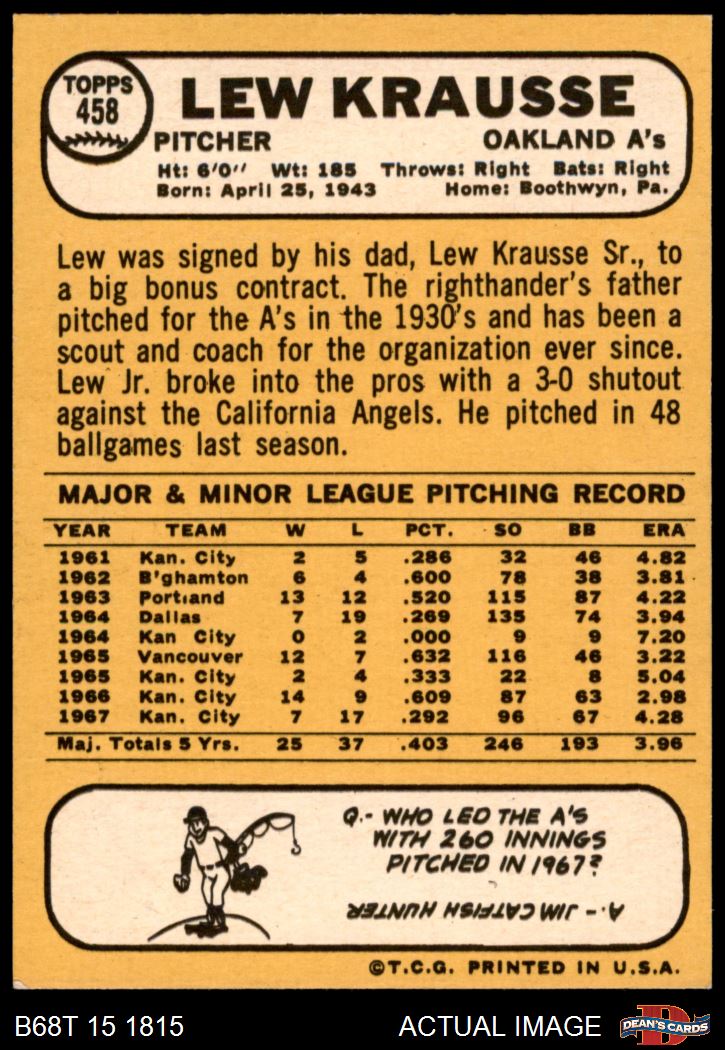 TOPPS
458
LEW KRAUSSE
PITCHER OAKLAND A's
Ht: 6'0" Wt: 185 Throws: Right Bats: Right
Born: April 25, 1943 Home: Boothwyn, Pa.
Lew was signed by his dad, Lew Krausse Sr., to
a big bonus contract. The righthander's father
pitched for the A's in the 1930's and has been a
scout and coach for the organization ever since.
Lew Jr. broke into the pros with a 3-0 shutout
against the California Angels. He pitched in 48
ballgames last season.
MAJOR & MINOR LEAGUE PITCHING RECORD
YEAR TEAM W L PCT. SO BB ERA
1961 Kan. City 2 5 .286 32 46 4.82
1962 B'ghamton 6 4 .600 78 38 3.81
1963 Portland 13 12 .520 115 87 4.22
1964 Dallas 7 19 .269 135 74 3.94
1964 Kan City 0 2 .000 9 9 7.20
1965 Vancouver 12 7 .632 116 46 3.22
1965 Kan. City 2 4 .333 22 8 5.04
1966 Kan. City 14 9 .609 87 63 2.98
1967 Kan. City 7 17 .292 96 67 4.28
Maj. Totals 5 Yrs. 25 37 .403 246 193 3.96
Q.- WHO LED THE A'S
WITH 260 INNINGS
PITCHED IN 1967?
A.- JIM CATFISH HUNTER
©T.C.G. PRINTED IN U.S.A.
B68T 15 1815 ACTUAL IMAGE
D
DEAN'S CARDS